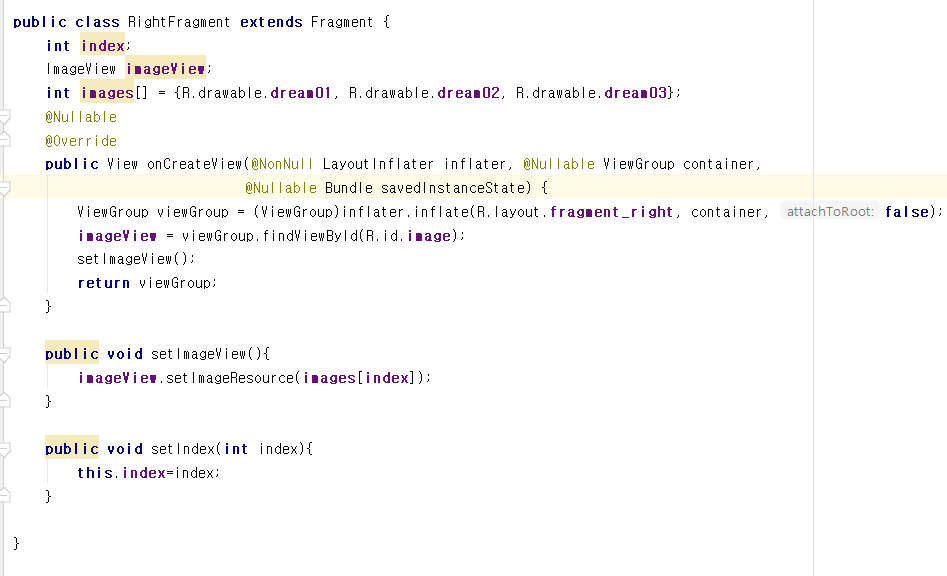 public class RightFragment extends Fragment {
int index;
ImageView imageView;
int images[] = {R.drawable.dream01, R.drawable.dream02, R.drawable.dream03};
@Nullable
@Override
public View onCreateView(@NonNull LayoutInflater inflater, @Nullable ViewGroup container,
@Nullable Bundle savedInstanceState) {
ViewGroup viewGroup = (ViewGroup)inflater.inflate(R.layout.fragment_right, container, attachToRoot: false);
imageView = viewGroup.findViewById(R.id.image);
setImageView();
return viewGroup;
}
public void setImageView(){
imageView.setImageResource(images[index]);
}
public void setIndex(int index){
this.index=index;
}
}